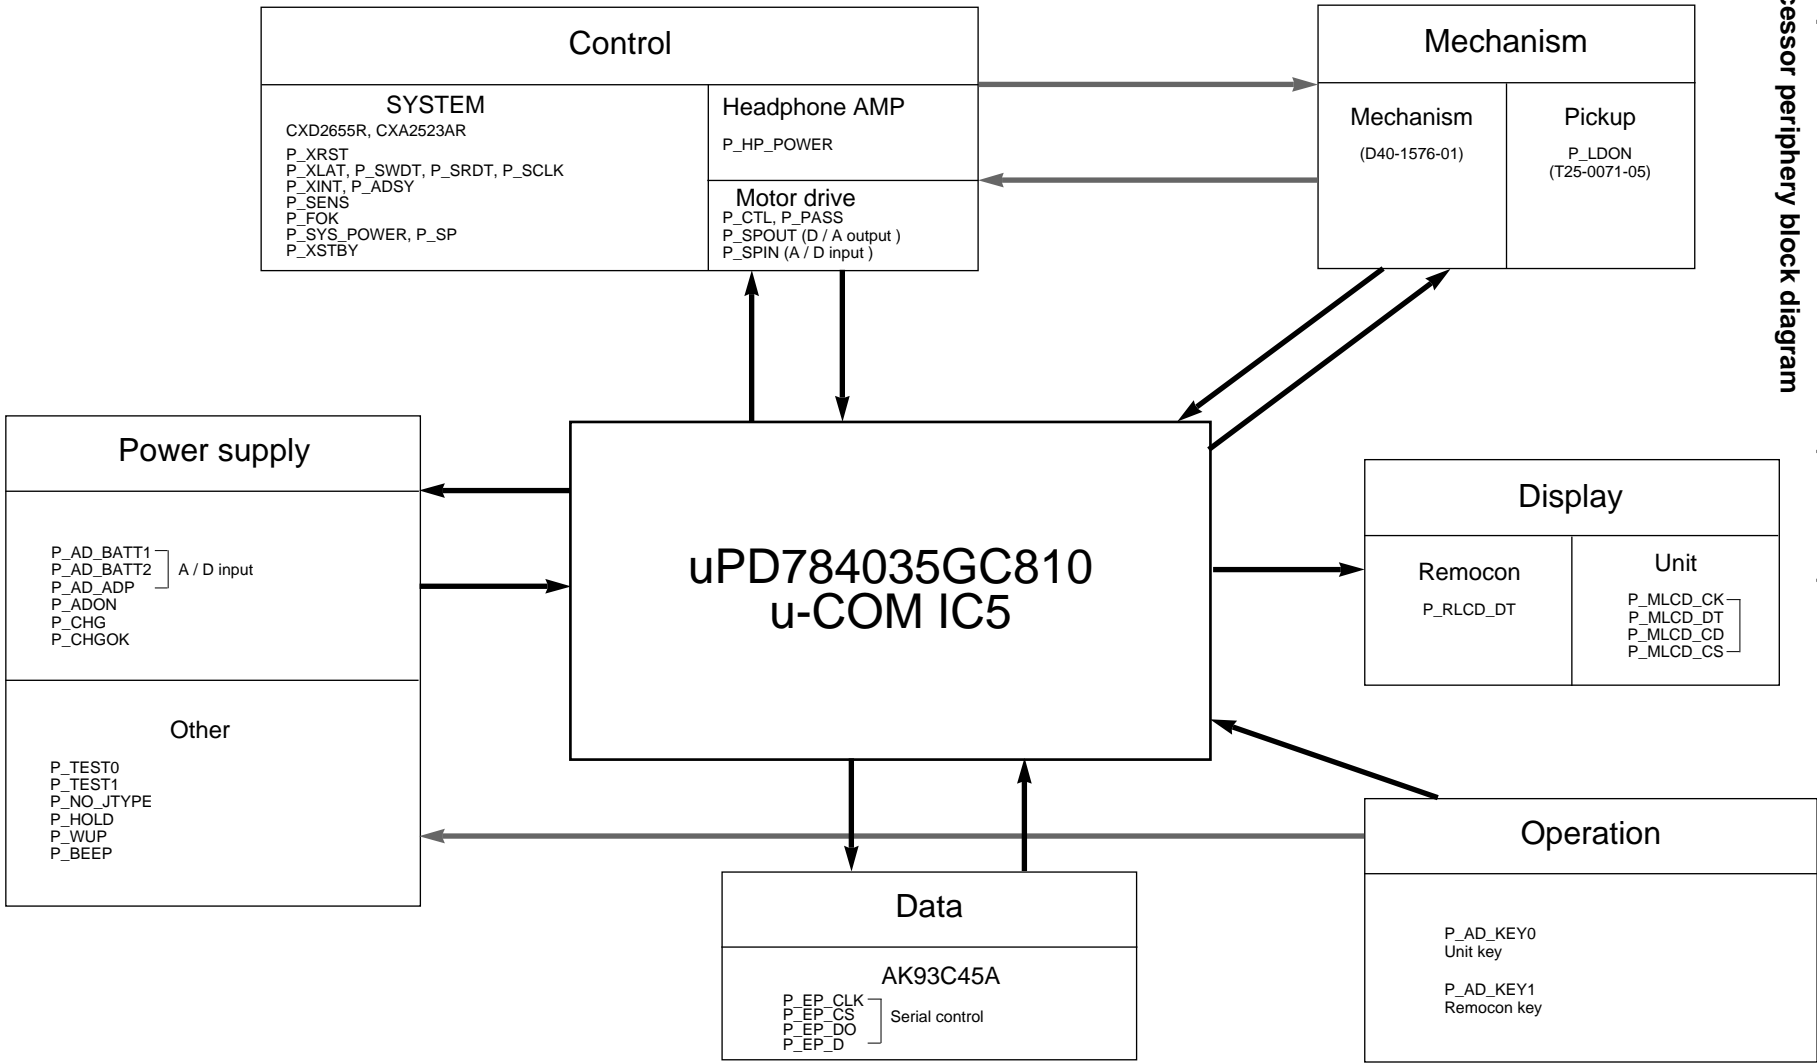 Control
SYSTEM
CXD2655R, CXA2523AR
P_XRST
P_XLAT, P_SWDT, P_SRDT, P_SCLK
P_XINT, P_ADSY
P_SENS
P_FOK
P_SYS_POWER, P_SP
P_XSTBY
Headphone AMP
P_HP_POWER
Motor drive
P_CTL, P_PASS
P_SPOUT (D / A output )
P_SPIN (A / D input )
Mechanism
Mechanism
(D40-1576-01)
Pickup
P_LDON
(T25-0071-05)
periphery block diagram
Power supply
P_AD_BATT1
P_AD_BATT2
P_AD_ADP
A / D input
P_ADON
P_CHG
P_CHGOK
Other
P_TEST0
P_TEST1
P_NO_JTYPE
P_HOLD
P_WUP
P_BEEP
uPD784035GC810
u-COM IC5
Display
Remocon
P_RLCD_DT
Unit
P_MLCD_CK
P_MLCD_DT
P_MLCD_CD
P_MLCD_CS
Data
AK93C45A
P_EP_CLK
P_EP_CS
P_EP_DO
P_EP_D
Serial control
Operation
P_AD_KEY0
Unit key
P_AD_KEY1
Remocon key